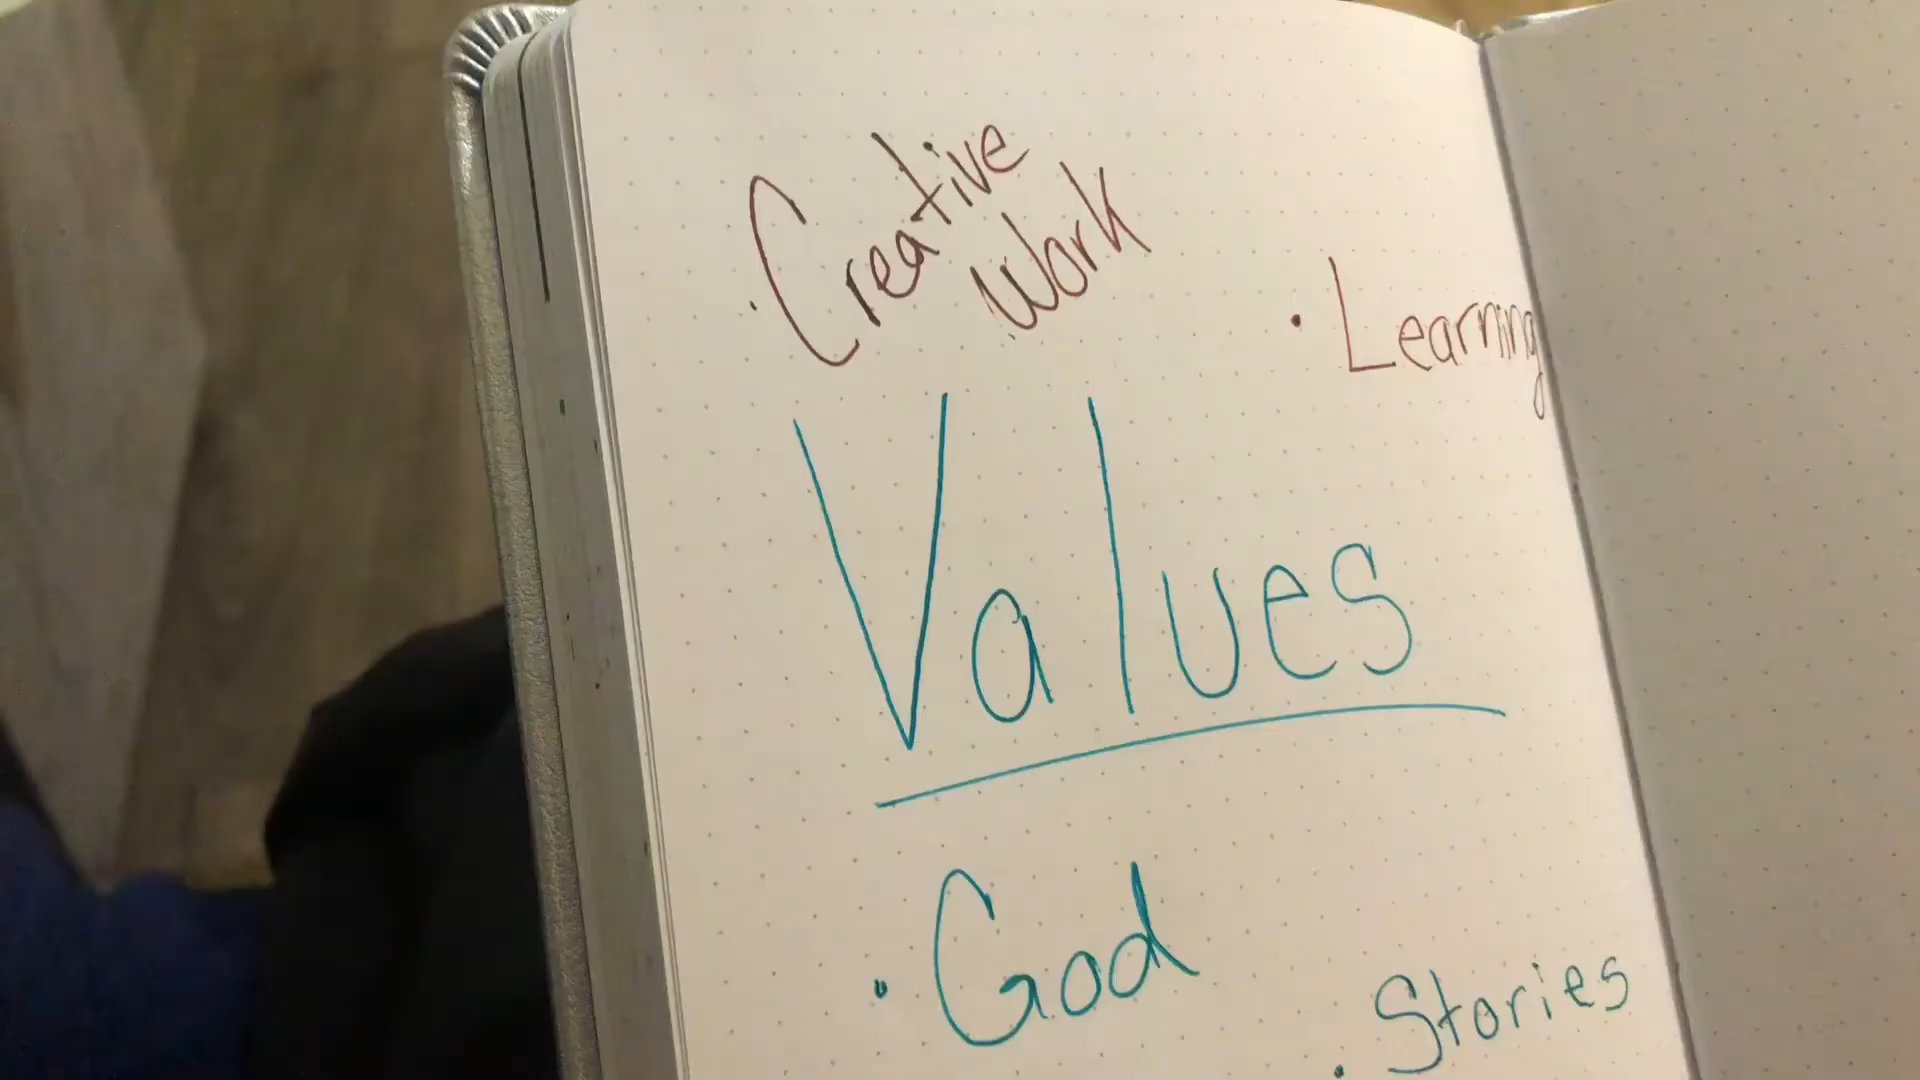 · Creative
Work
· Learning
Values
· God
· Stories